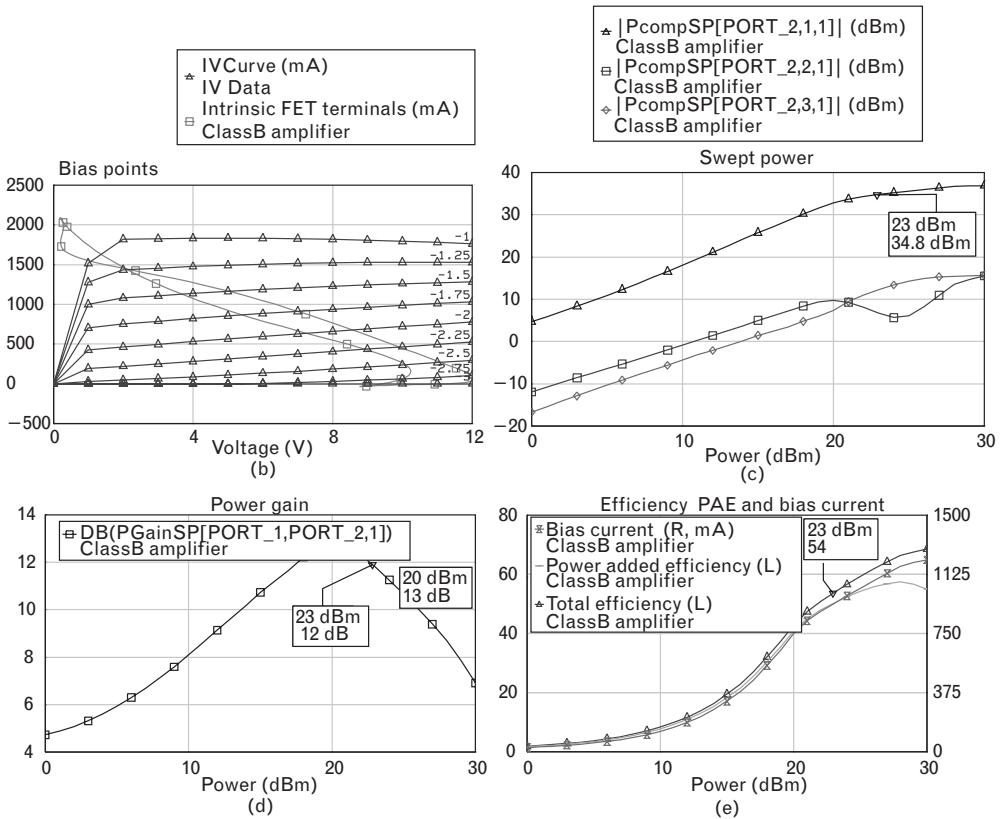 IVCurve (mA)
IV Data
Intrinsic FET terminals (mA)
ClassB amplifier
Bias points
2500
2000
1500
1000
500
0
−500
0
4
8
12
Voltage (V)
-1
-1.25
-1.5
-1.75
-2
-2.25
-2.5
-2.75
(b)
|PcompSP[PORT_2,1,1]| (dBm)
ClassB amplifier
|PcompSP[PORT_2,2,1]| (dBm)
ClassB amplifier
|PcompSP[PORT_2,3,1]| (dBm)
ClassB amplifier
Swept power
40
30
20
10
0
−10
−20
23 dBm
34.8 dBm
0
10
20
30
Power (dBm)
(c)
Power gain
14
12
10
8
6
4
DB(PGainSP[PORT_1,PORT_2,1])
ClassB amplifier
20 dBm
13 dB
23 dBm
12 dB
0
10
20
30
Power (dBm)
(d)
Efficiency PAE and bias current
80
60
40
20
0
Bias current (R, mA)
ClassB amplifier
Power added efficiency (L)
ClassB amplifier
Total efficiency (L)
ClassB amplifier
23 dBm
54
1500
1125
750
375
0
0
10
20
30
Power (dBm)
(e)